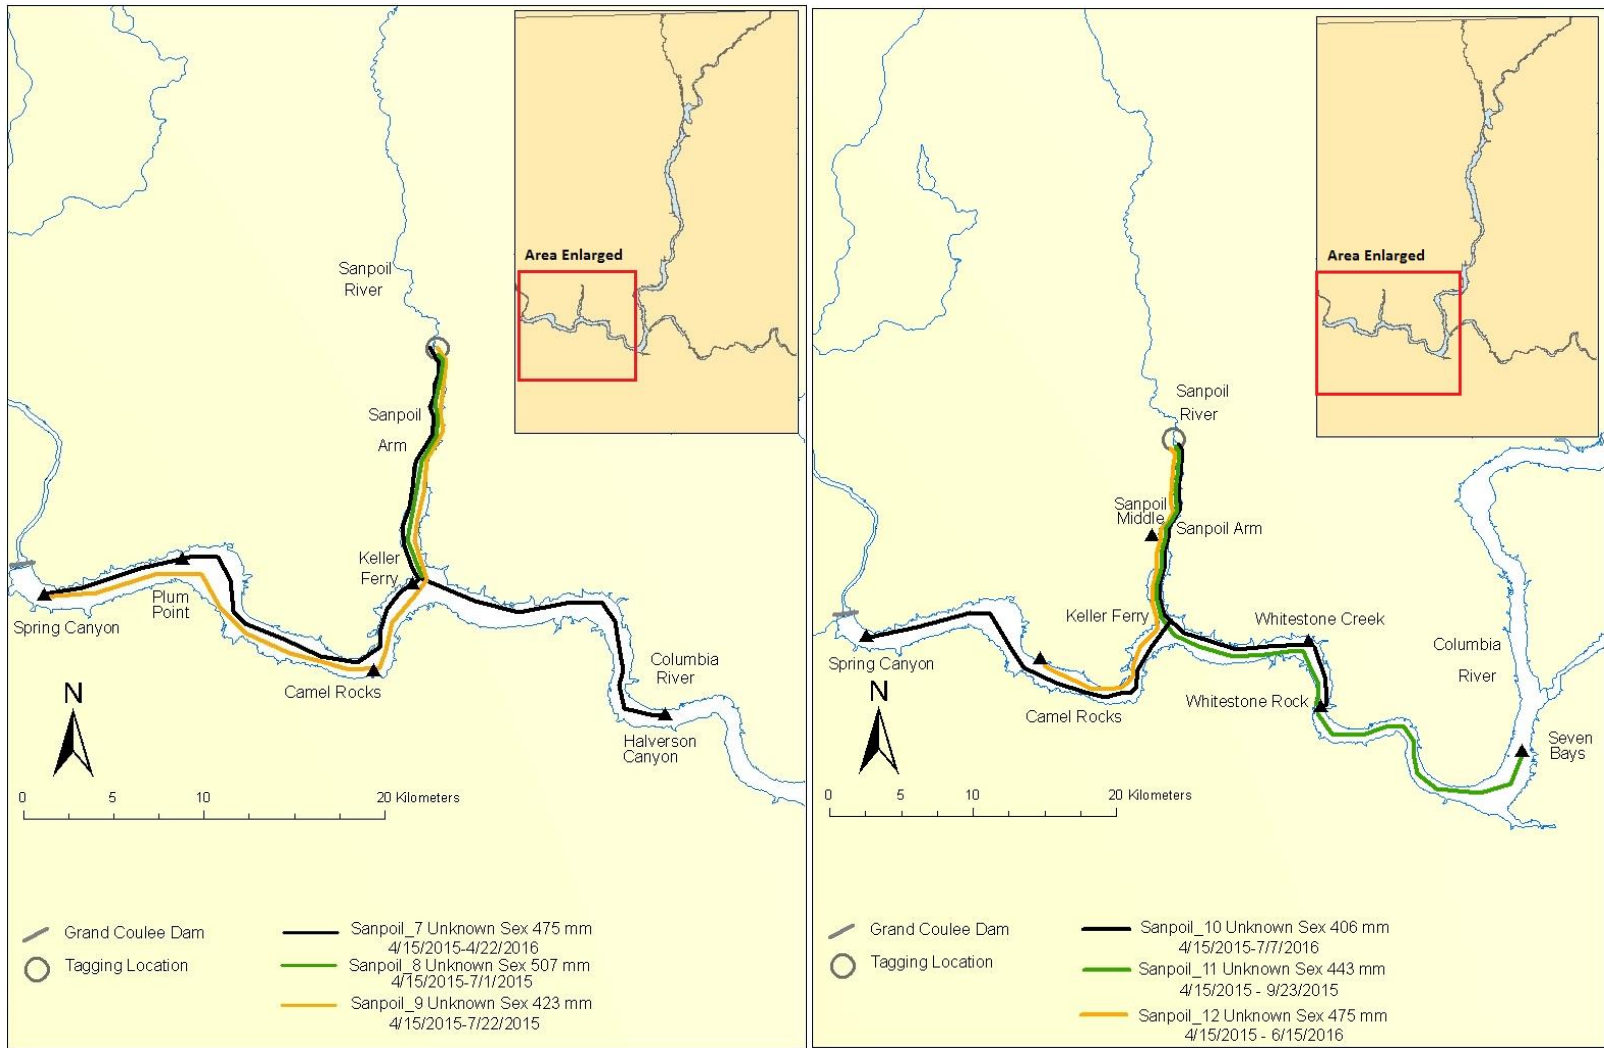 Area Enlarged
Sanpoil
River
Sanpoil
Arm
Keller
Ferry
Plum
Point
Spring Canyon
Camel Rocks
Columbia
River
Halverson
Canyon
N
0 5 10 20 Kilometers
Grand Coulee Dam
Tagging Location
Sanpoil_7 Unknown Sex 475 mm
4/15/2015-4/22/2016
Sanpoil_8 Unknown Sex 507 mm
4/15/2015-7/1/2015
Sanpoil_9 Unknown Sex 423 mm
4/15/2015-7/22/2015
Area Enlarged
Sanpoil
River
Sanpoil
Middle
Sanpoil Arm
Keller Ferry
Whitestone Creek
Spring Canyon
Columbia
River
Whitestone Rock
Camel Rocks
Seven
Bays
N
0 5 10 20 Kilometers
Grand Coulee Dam
Tagging Location
Sanpoil_10 Unknown Sex 406 mm
4/15/2015-7/7/2016
Sanpoil_11 Unknown Sex 443 mm
4/15/2015 - 9/23/2015
Sanpoil_12 Unknown Sex 475 mm
4/15/2015 - 6/15/2016